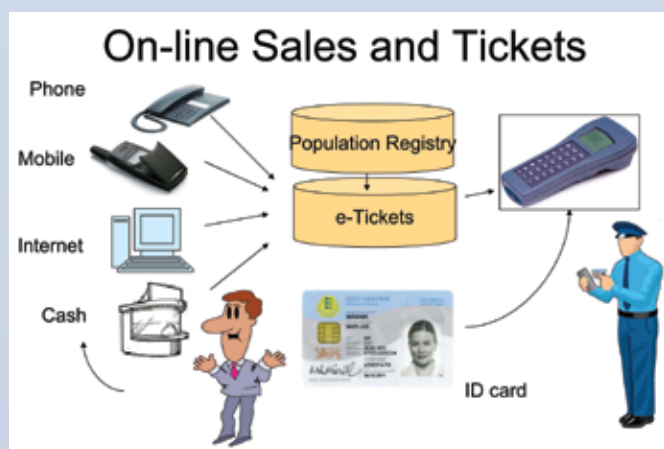 On-line Sales and Tickets
Phone
Population Registry
Mobile
e-Tickets
Internet
Cash
ID card